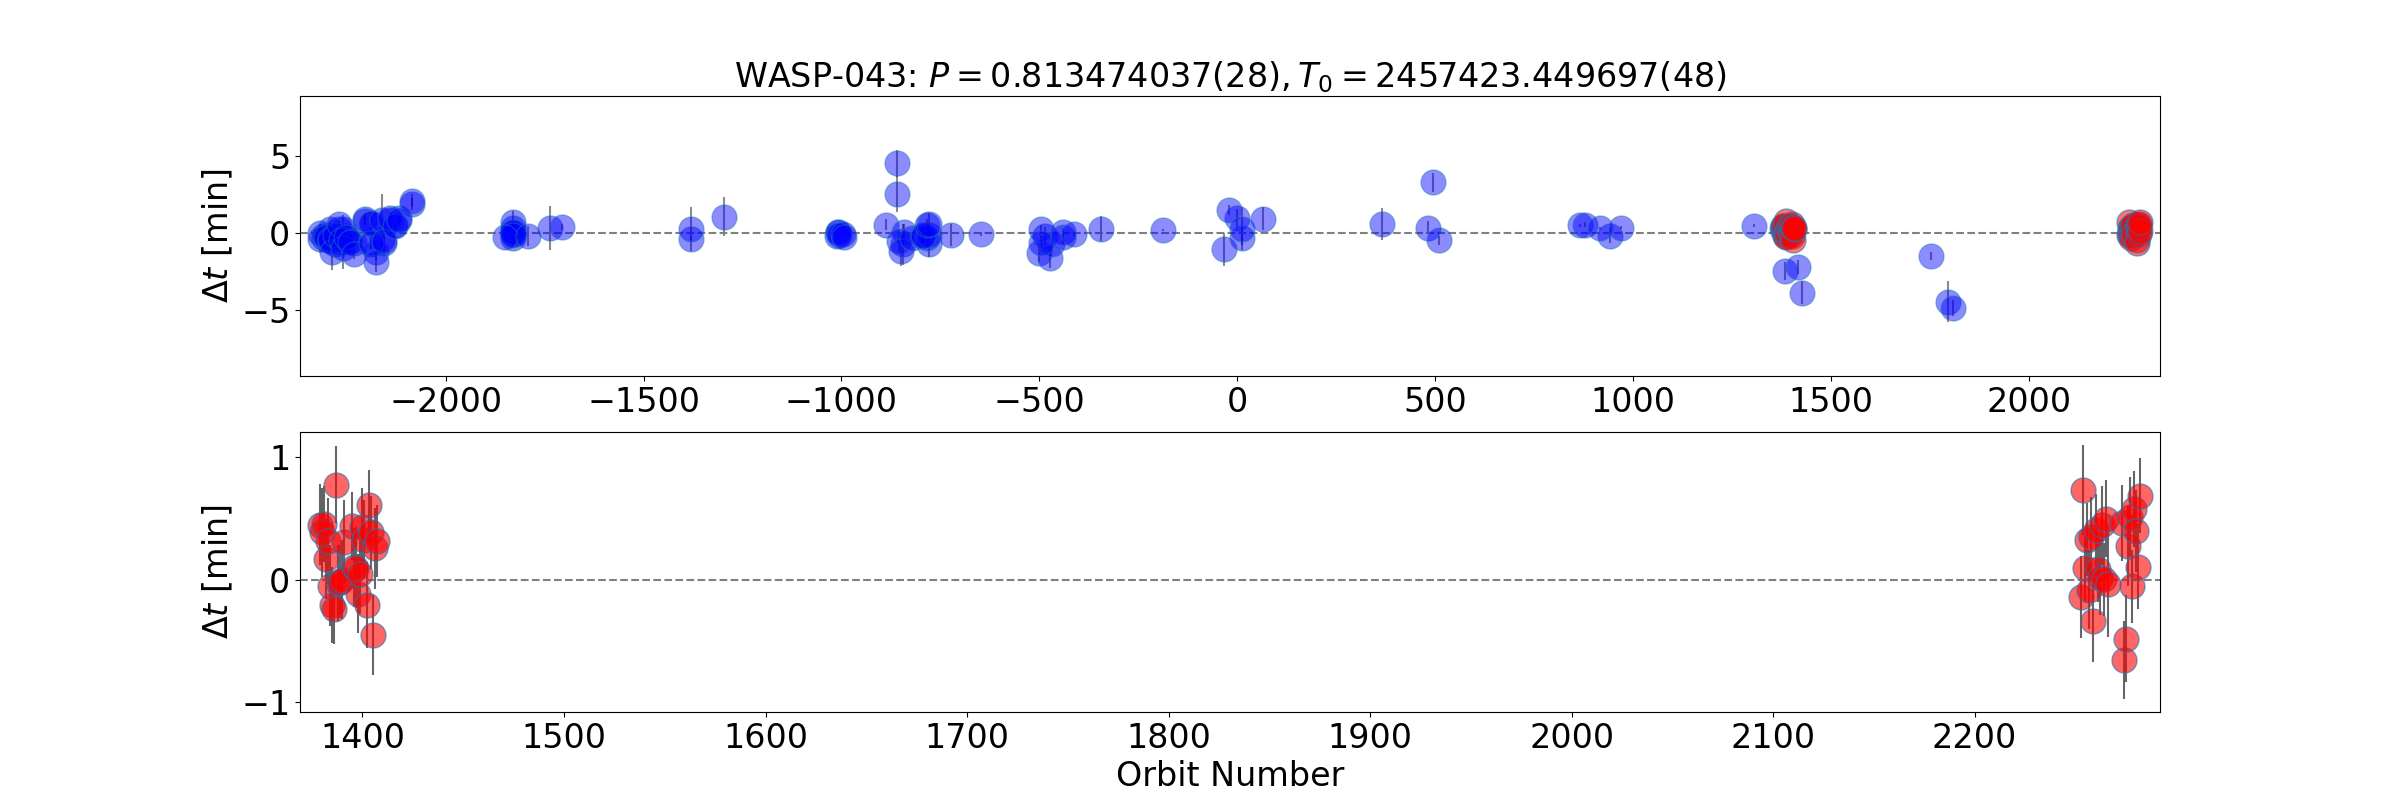 WASP-043: P = 0.813474037(28), T₀ = 2457423.449697(48)
Δt [min]
5
0
−5
−2000 −1500 −1000 −500 0 500 1000 1500 2000
Δt [min]
1
0
−1
1400 1500 1600 1700 1800 1900 2000 2100 2200
Orbit Number